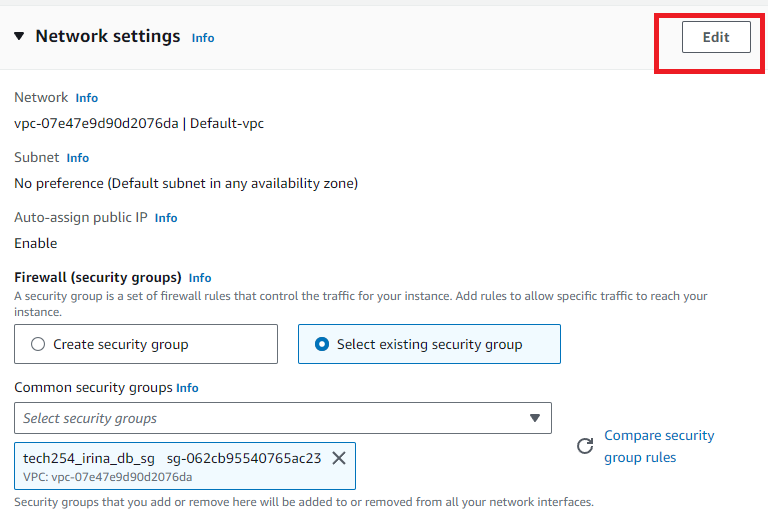 Network settings Info
Edit
Network Info
vpc-07e47e9d90d2076da | Default-vpc
Subnet Info
No preference (Default subnet in any availability zone)
Auto-assign public IP Info
Enable
Firewall (security groups) Info
A security group is a set of firewall rules that control the traffic for your instance. Add rules to allow specific traffic to reach your
instance.
Create security group
Select existing security group
Common security groups Info
Select security groups
Compare security
group rules
tech254_irina_db_sg sg-062cb95540765ac23
VPC: vpc-07e47e9d90d2076da
Security groups that you add or remove here will be added to or removed from all your network interfaces.